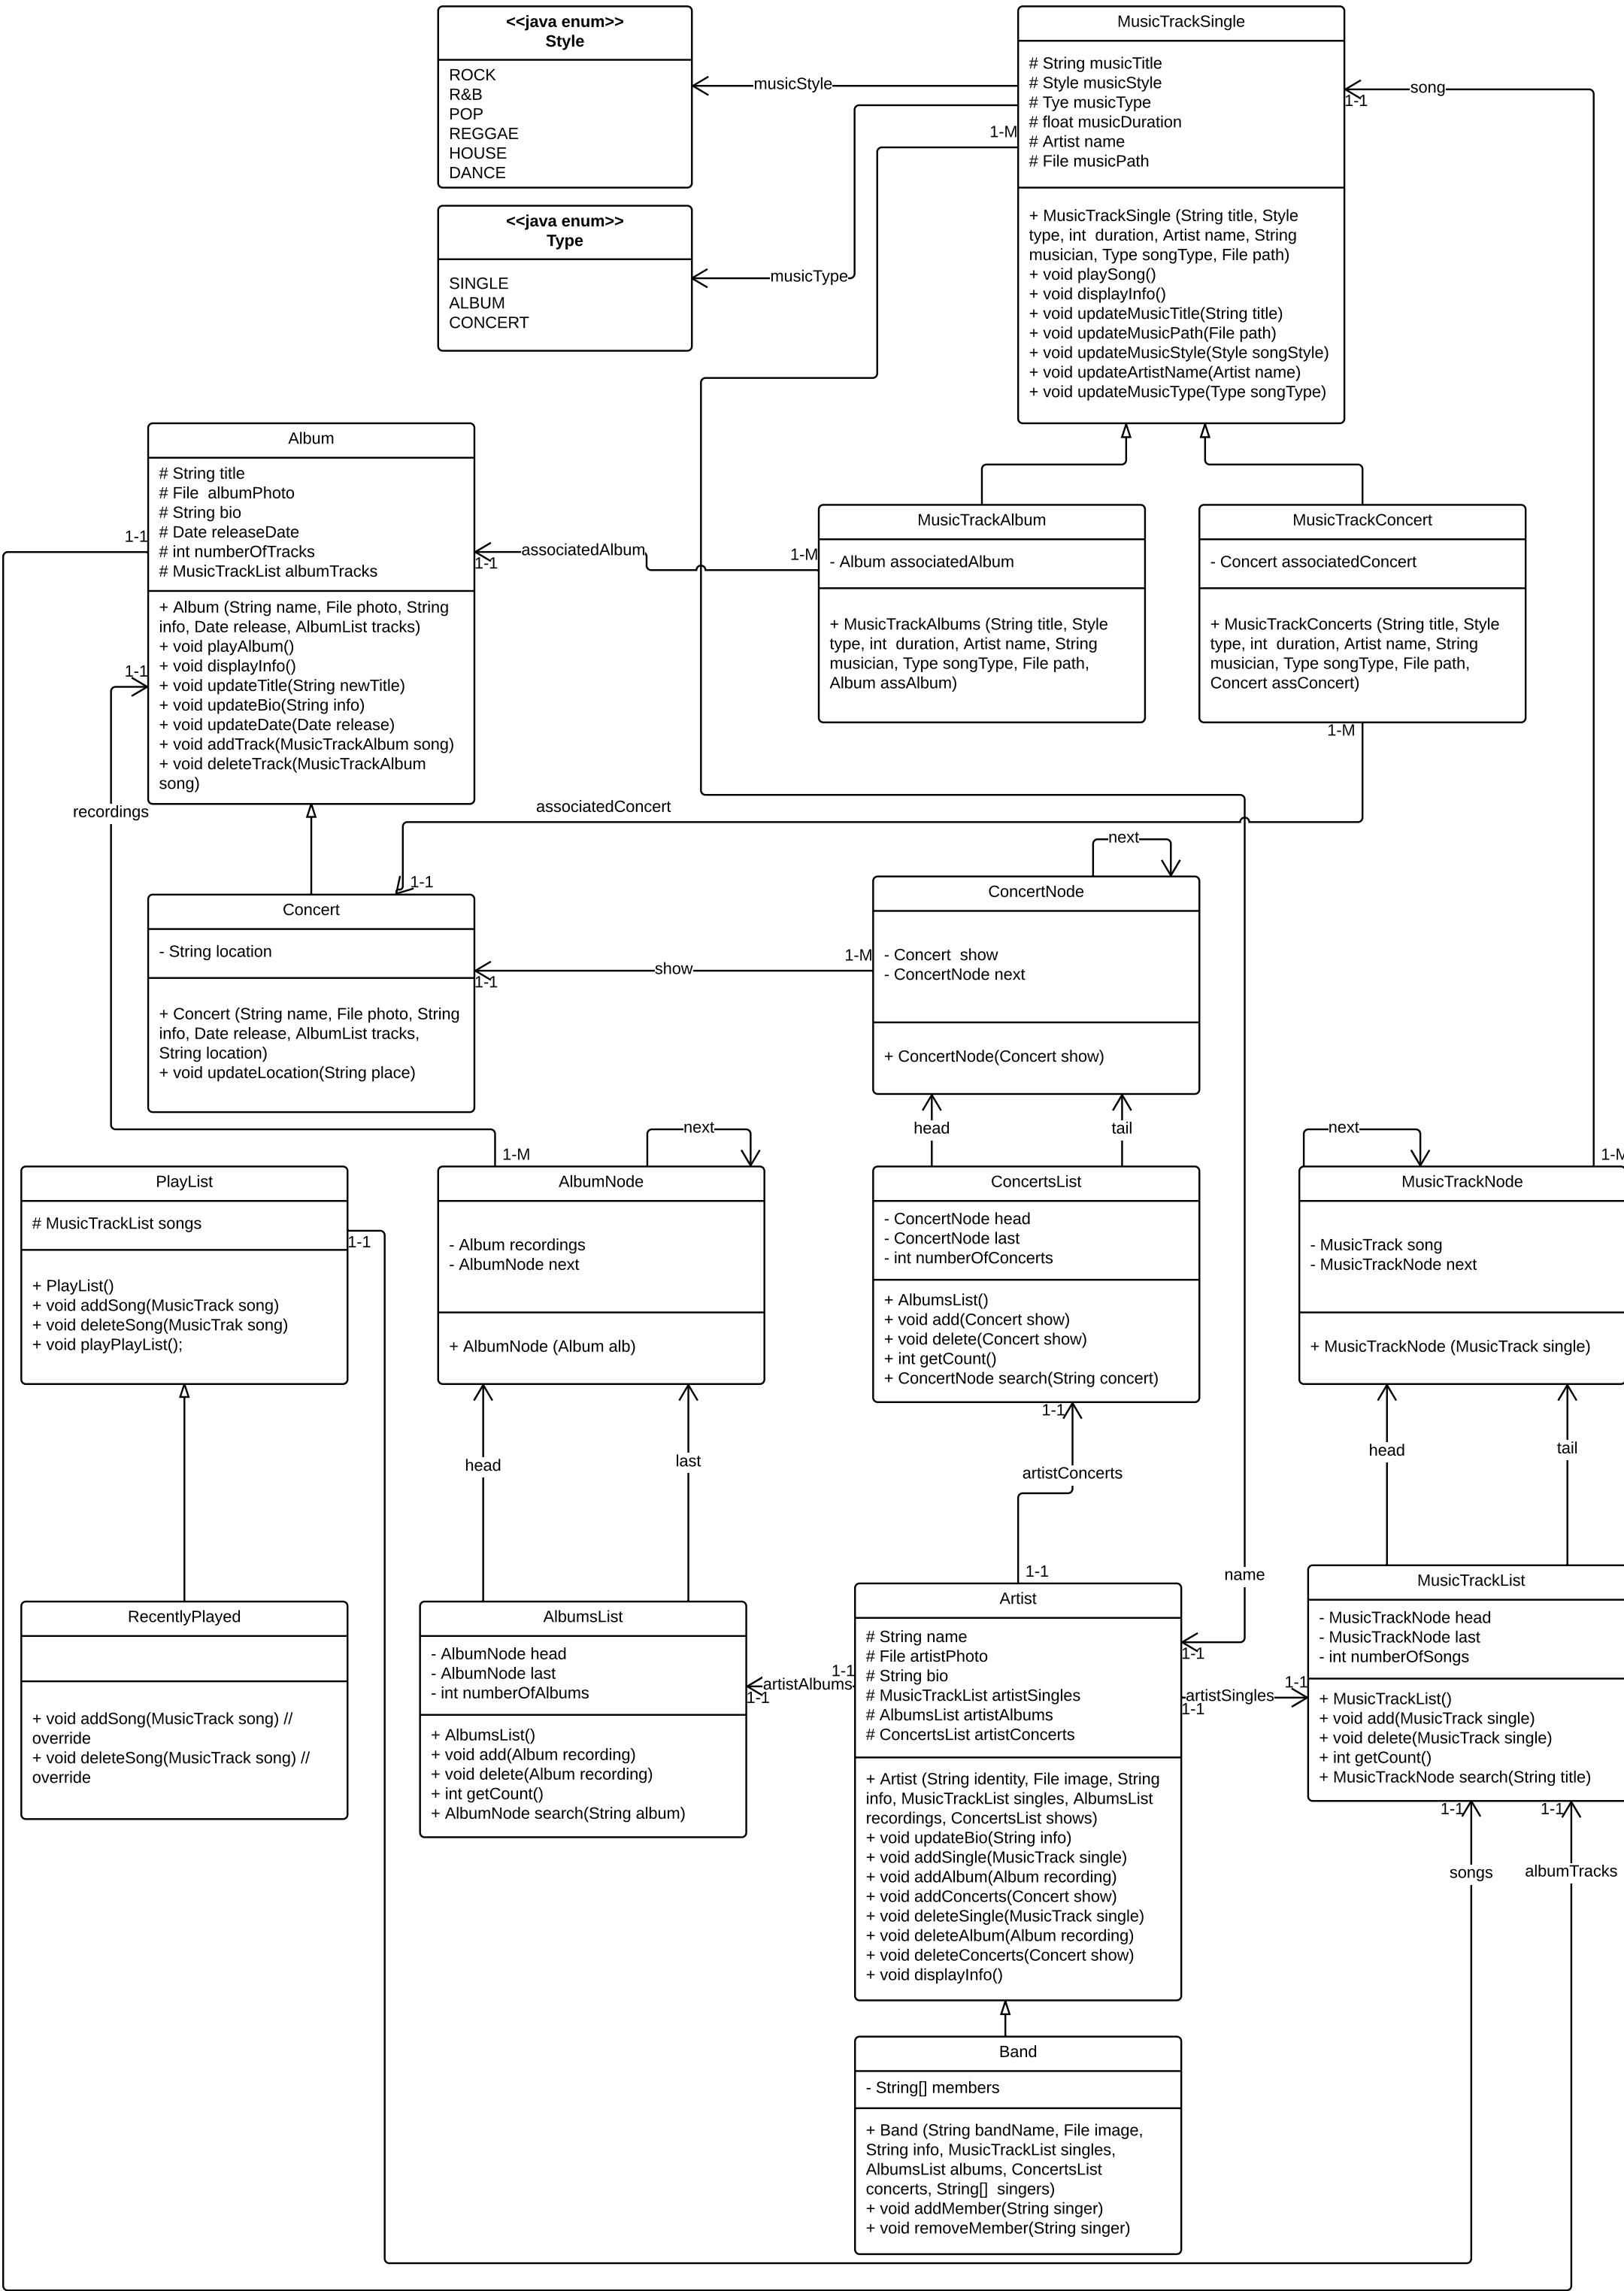 <<java enum>>
Style
ROCK
R&B
POP
REGGAE
HOUSE
DANCE
musicStyle
MusicTrackSingle
# String musicTitle
# Style musicStyle
# Tye musicType
# float musicDuration
# Artist name
# File musicPath
+ MusicTrackSingle (String title, Style
type, int  duration, Artist name, String
musician, Type songType, File path)
+ void playSong()
+ void displayInfo()
+ void updateMusicTitle(String title)
+ void updateMusicPath(File path)
+ void updateMusicStyle(Style songStyle)
+ void updateArtistName(Artist name)
+ void updateMusicType(Type songType)
1-M
song
1-1
<<java enum>>
Type
SINGLE
ALBUM
CONCERT
musicType
Album
# String title
# File  albumPhoto
# String bio
# Date releaseDate
# int numberOfTracks
# MusicTrackList albumTracks
+ Album (String name, File photo, String
info, Date release, AlbumList tracks)
+ void playAlbum()
+ void displayInfo()
+ void updateTitle(String newTitle)
+ void updateBio(String info)
+ void updateDate(Date release)
+ void addTrack(MusicTrackAlbum song)
+ void deleteTrack(MusicTrackAlbum
song)
1-1
1-1
associatedAlbum
1-1
1-M
MusicTrackAlbum
- Album associatedAlbum
+ MusicTrackAlbums (String title, Style
type, int  duration, Artist name, String
musician, Type songType, File path,
Album assAlbum)
MusicTrackConcert
- Concert associatedConcert
+ MusicTrackConcerts (String title, Style
type, int  duration, Artist name, String
musician, Type songType, File path,
Concert assConcert)
1-M
recordings
associatedConcert
1-1
Concert
- String location
+ Concert (String name, File photo, String
info, Date release, AlbumList tracks,
String location)
+ void updateLocation(String place)
show
1-1
1-M
next
ConcertNode
- Concert  show
- ConcertNode next
+ ConcertNode(Concert show)
head
tail
PlayList
# MusicTrackList songs
+ PlayList()
+ void addSong(MusicTrack song)
+ void deleteSong(MusicTrak song)
+ void playPlayList();
1-1
1-M
next
AlbumNode
- Album recordings
- AlbumNode next
+ AlbumNode (Album alb)
head
last
ConcertsList
- ConcertNode head
- ConcertNode last
- int numberOfConcerts
+ AlbumsList()
+ void add(Concert show)
+ void delete(Concert show)
+ int getCount()
+ ConcertNode search(String concert)
1-1
artistConcerts
1-1
next
1-M
MusicTrackNode
- MusicTrack song
- MusicTrackNode next
+ MusicTrackNode (MusicTrack single)
head
tail
name
RecentlyPlayed
+ void addSong(MusicTrack song) //
override
+ void deleteSong(MusicTrack song) //
override
AlbumsList
- AlbumNode head
- AlbumNode last
- int numberOfAlbums
+ AlbumsList()
+ void add(Album recording)
+ void delete(Album recording)
+ int getCount()
+ AlbumNode search(String album)
1-1
artistAlbums
1-1
Artist
# String name
# File artistPhoto
# String bio
# MusicTrackList artistSingles
# AlbumsList artistAlbums
# ConcertsList artistConcerts
+ Artist (String identity, File image, String
info, MusicTrackList singles, AlbumsList
recordings, ConcertsList shows)
+ void updateBio(String info)
+ void addSingle(MusicTrack single)
+ void addAlbum(Album recording)
+ void addConcerts(Concert show)
+ void deleteSingle(MusicTrack single)
+ void deleteAlbum(Album recording)
+ void deleteConcerts(Concert show)
+ void displayInfo()
1-1
1-1
artistSingles
1-1
MusicTrackList
- MusicTrackNode head
- MusicTrackNode last
- int numberOfSongs
+ MusicTrackList()
+ void add(MusicTrack single)
+ void delete(MusicTrack single)
+ int getCount()
+ MusicTrackNode search(String title)
1-1
1-1
songs
albumTracks
Band
- String[] members
+ Band (String bandName, File image,
String info, MusicTrackList singles,
AlbumsList albums, ConcertsList
concerts, String[]  singers)
+ void addMember(String singer)
+ void removeMember(String singer)